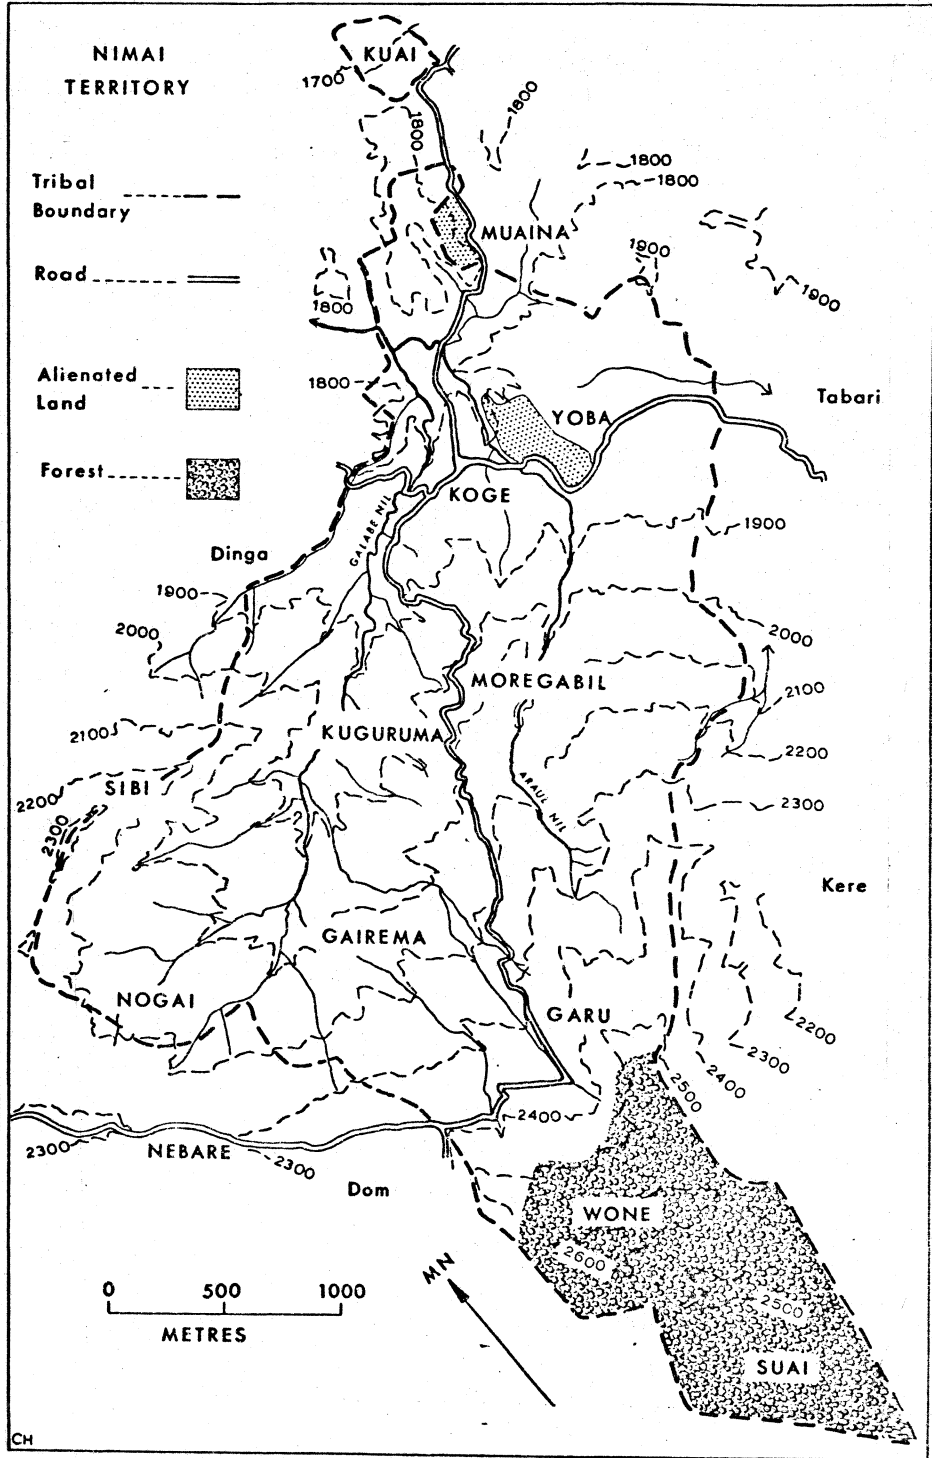 NIMAI
TERRITORY
Tribal
Boundary
Road
Alienated
Land
Forest
KUAI
1700
1800
1800
1800
1800
MUAINA
1900
1900
1800
1800
YOBA
Tabari
KOGE
GALABE NIL
Dinga
1900
1900
2000
2000
MOREGABIL
2100
2100
KUGURUMA
2200
SIBI
2200
ARAUL NIL
2300
2300
Kere
GAIREMA
NOGAI
GARU
2200
2300
2400
2500
2400
2300
NEBARE
2300
Dom
WONE
2600
MN
0 500 1000
METRES
2500
SUAI
CH